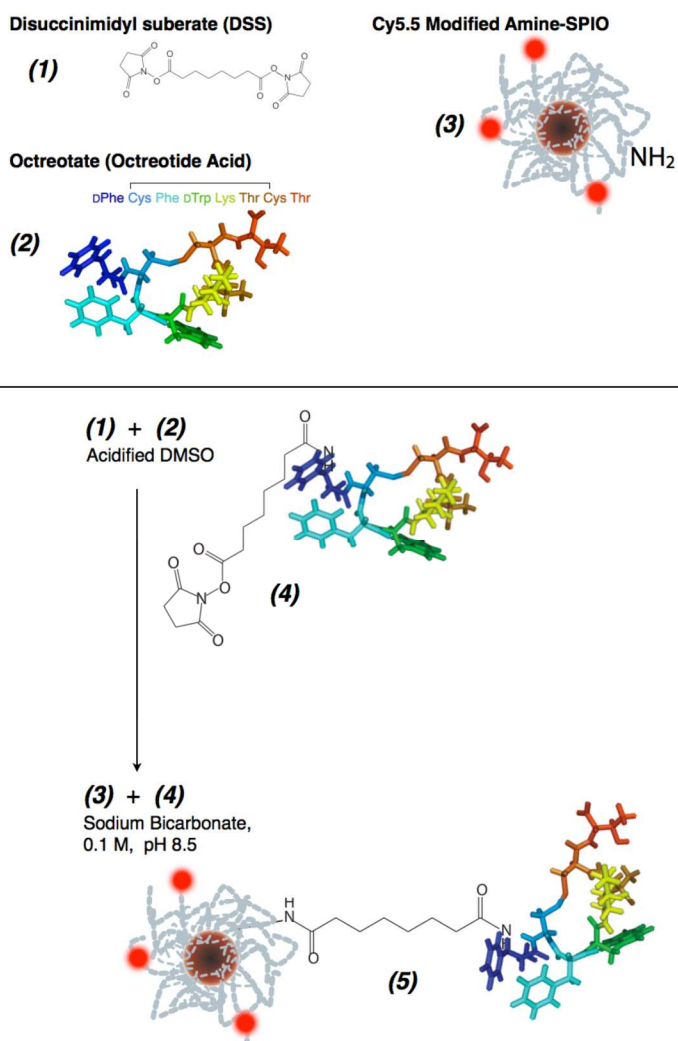 Disuccinimidyl suberate (DSS)
(1)
O
N
O
O
O
O
O
N
O
O
Cy5.5 Modified Amine-SPIO
(3)
NH2
Octreotate (Octreotide Acid)
DPhe Cys Phe DTrp Lys Thr Cys Thr
(2)
(1) + (2)
Acidified DMSO
O
N
H
O
O
O
N
O
(4)
(3) + (4)
Sodium Bicarbonate,
0.1 M, pH 8.5
H
N
O
O
N
H
(5)